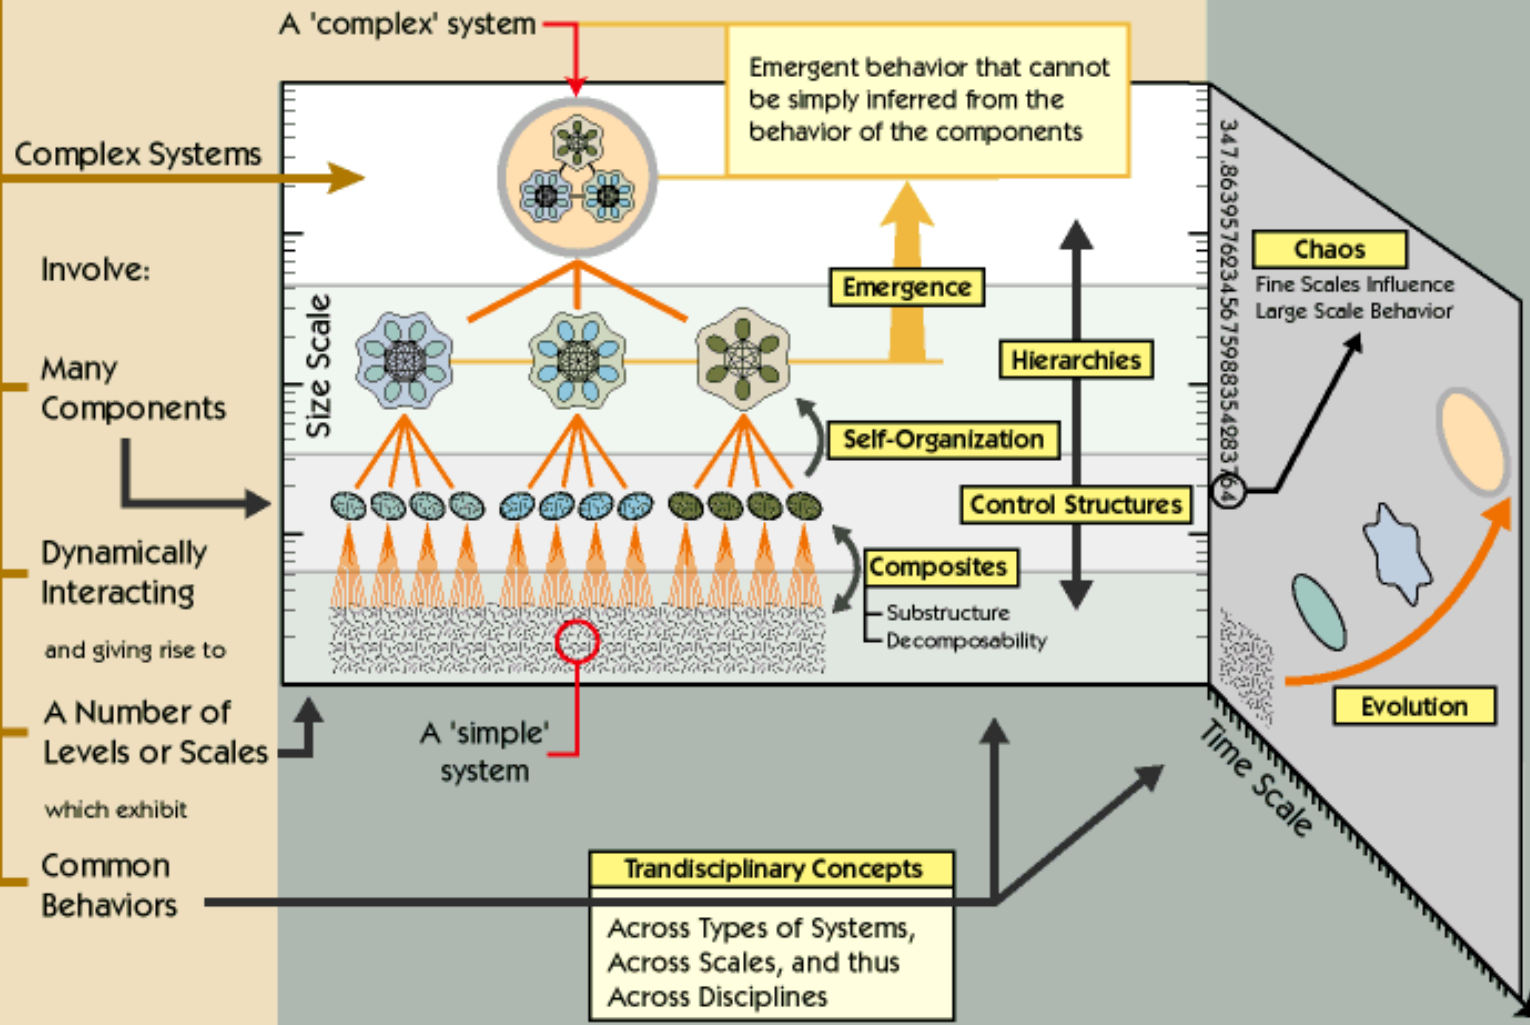 A 'complex' system
Emergent behavior that cannot
be simply inferred from the
behavior of the components
Complex Systems
Involve:
Many
Components
Dynamically
Interacting
and giving rise to
A Number of
Levels or Scales
which exhibit
Common
Behaviors
Size Scale
Emergence
Hierarchies
Self-Organization
Control Structures
Composites
Substructure
Decomposability
A 'simple'
system
Chaos
Fine Scales Influence
Large Scale Behavior
Evolution
Time Scale
Trandisciplinary Concepts
Across Types of Systems,
Across Scales, and thus
Across Disciplines